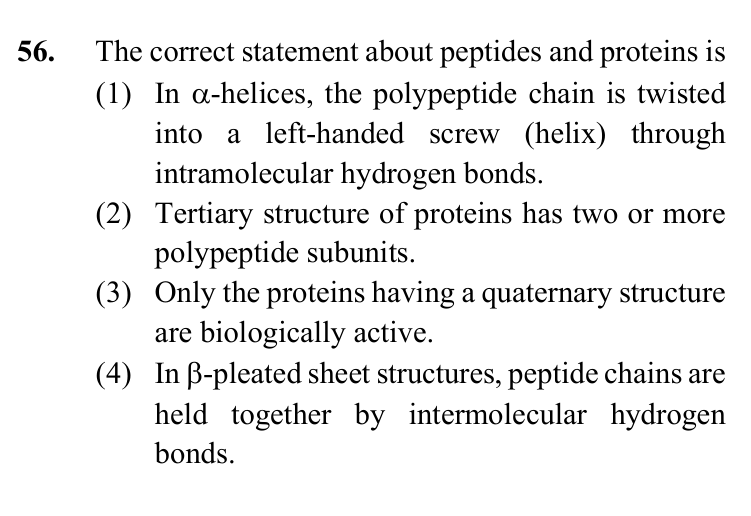 56. The correct statement about peptides and proteins is
(1) In α-helices, the polypeptide chain is twisted
into a left-handed screw (helix) through
intramolecular hydrogen bonds.
(2) Tertiary structure of proteins has two or more
polypeptide subunits.
(3) Only the proteins having a quaternary structure
are biologically active.
(4) In β-pleated sheet structures, peptide chains are
held together by intermolecular hydrogen
bonds.